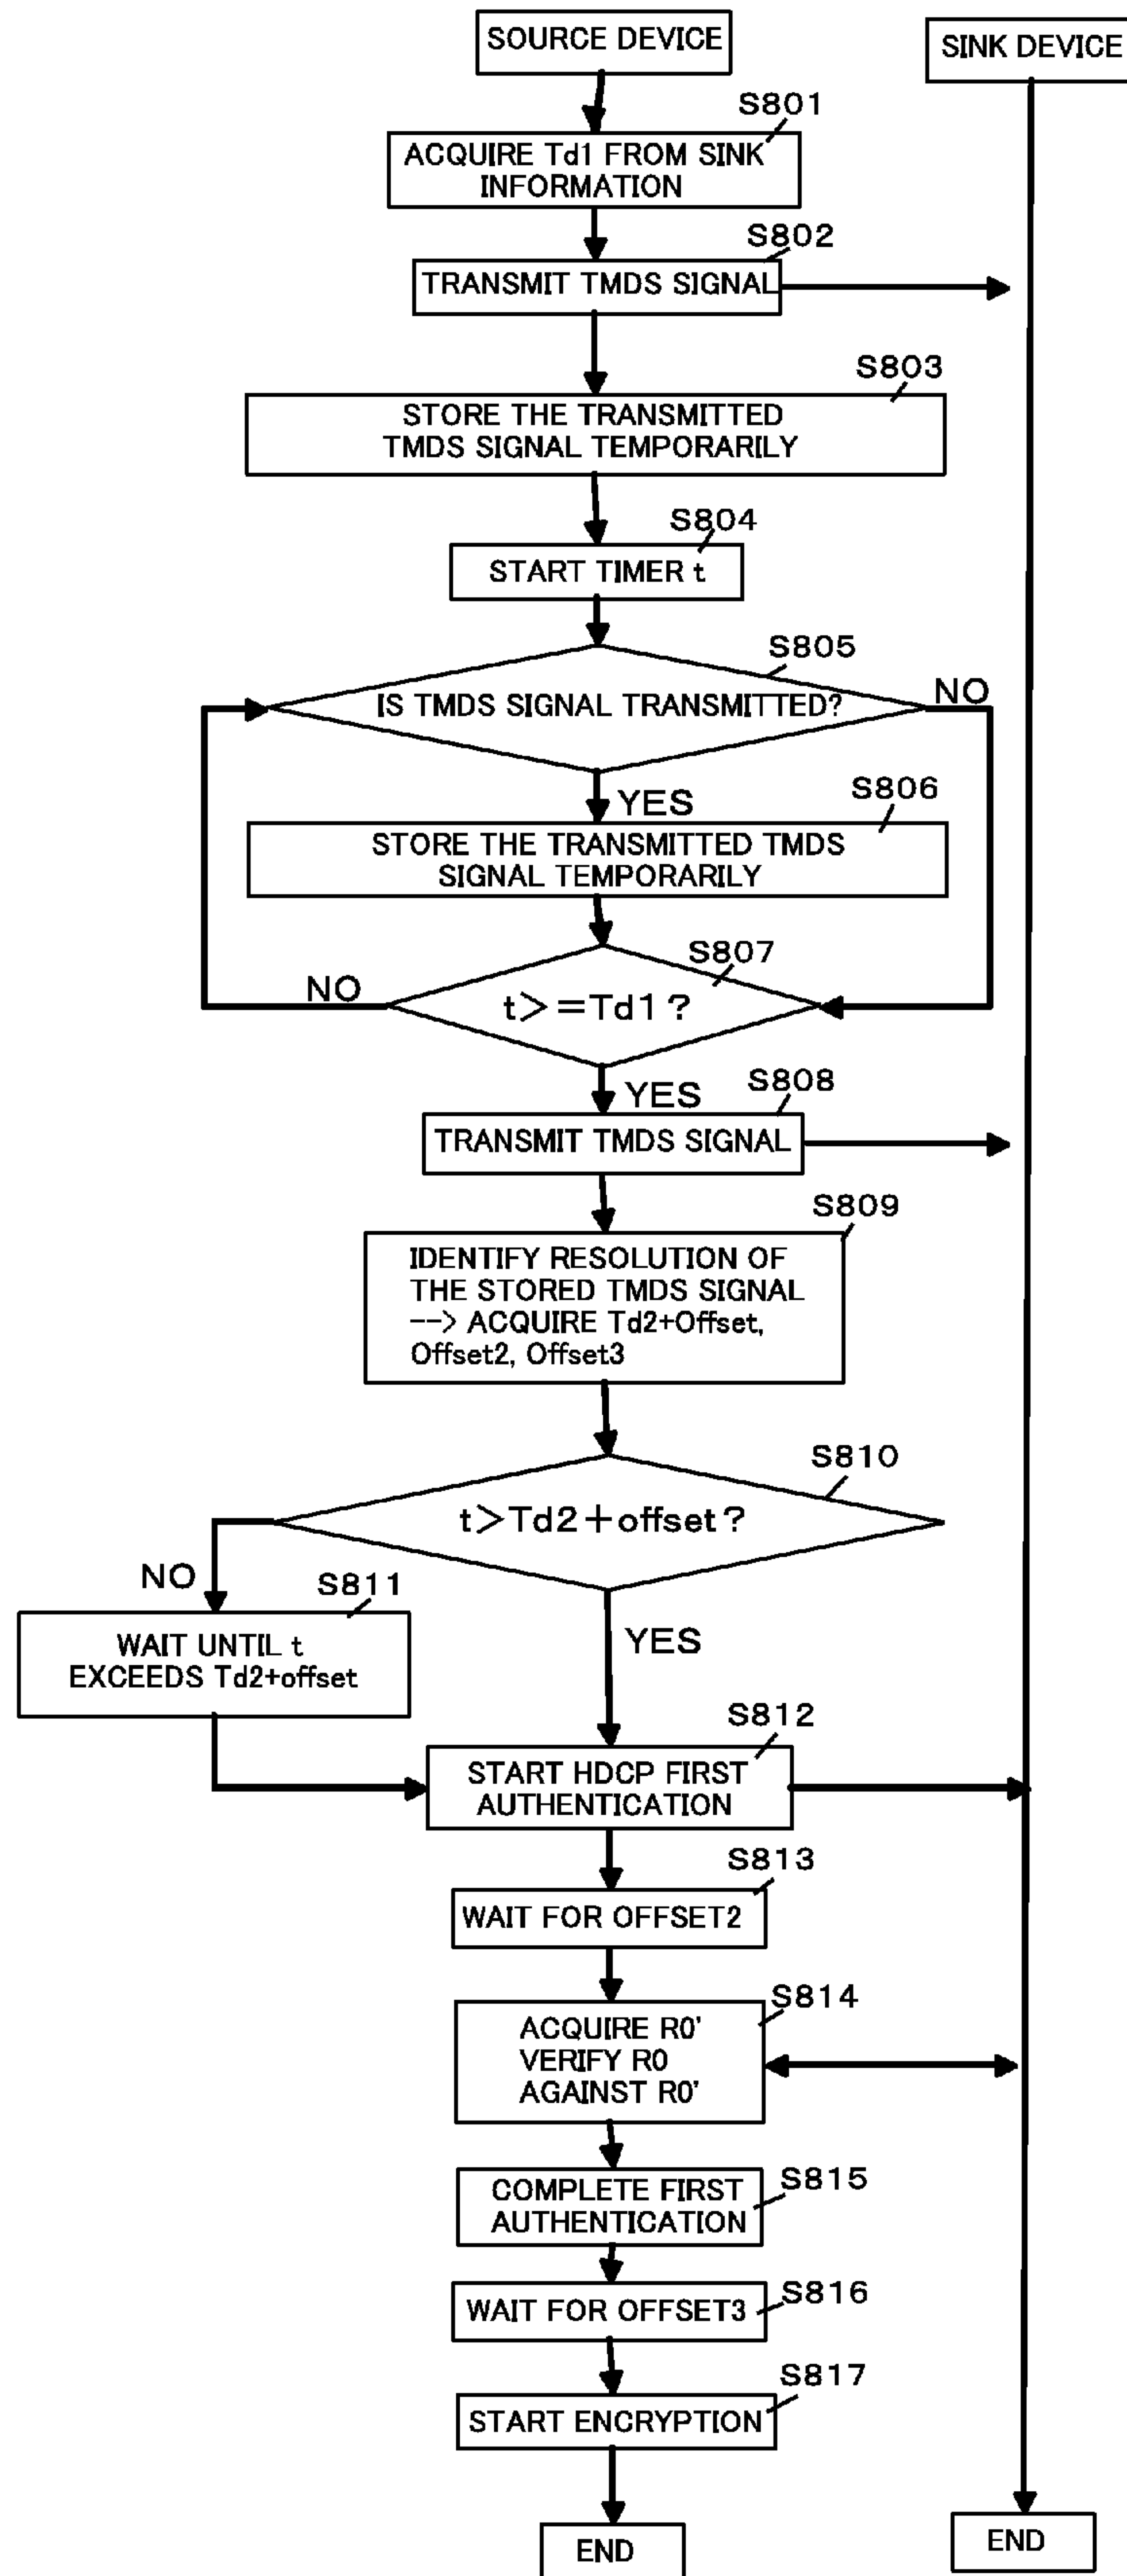 SOURCE DEVICE
SINK DEVICE
S801
ACQUIRE Td1 FROM SINK
INFORMATION
S802
TRANSMIT TMDS SIGNAL
S803
STORE THE TRANSMITTED
TMDS SIGNAL TEMPORARILY
S804
START TIMER t
S805
IS TMDS SIGNAL TRANSMITTED?
NO
YES
S806
STORE THE TRANSMITTED TMDS
SIGNAL TEMPORARILY
S807
NO
t>=Td1?
YES
S808
TRANSMIT TMDS SIGNAL
S809
IDENTIFY RESOLUTION OF
THE STORED TMDS SIGNAL
--> ACQUIRE Td2+Offset,
Offset2, Offset3
S810
t>Td2+offset?
NO
S811
WAIT UNTIL t
EXCEEDS Td2+offset
YES
S812
START HDCP FIRST
AUTHENTICATION
S813
WAIT FOR OFFSET2
S814
ACQUIRE R0'
VERIFY R0
AGAINST R0'
S815
COMPLETE FIRST
AUTHENTICATION
S816
WAIT FOR OFFSET3
S817
START ENCRYPTION
END
END